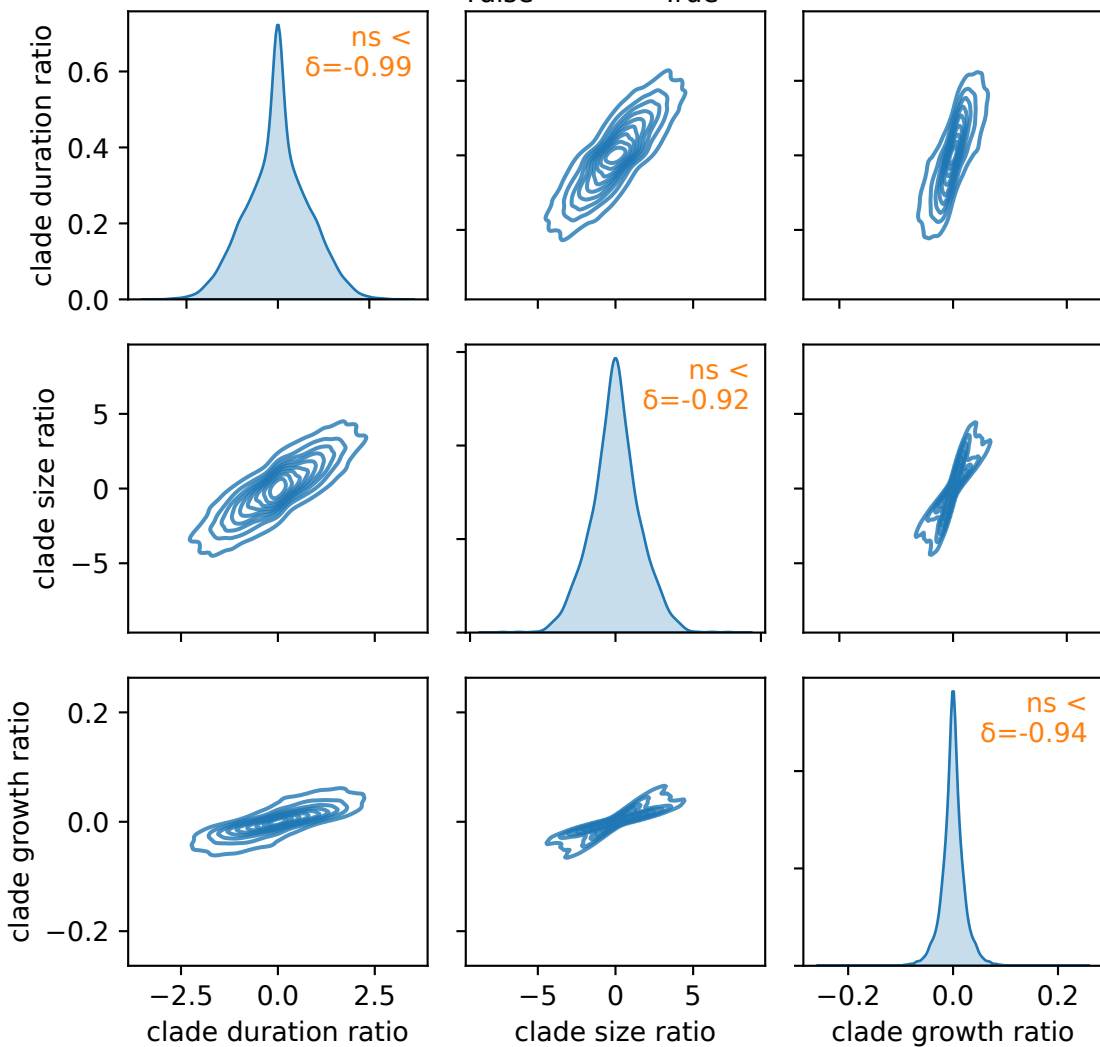 clade duration ratio
0.6
0.4
0.2
0.0
ns <
δ=-0.99
clade size ratio
5
0
−5
ns <
δ=-0.92
clade growth ratio
0.2
0.0
−0.2
ns <
δ=-0.94
−2.5 0.0 2.5
−5 0 5
−0.2 0.0 0.2
clade duration ratio
clade size ratio
clade growth ratio